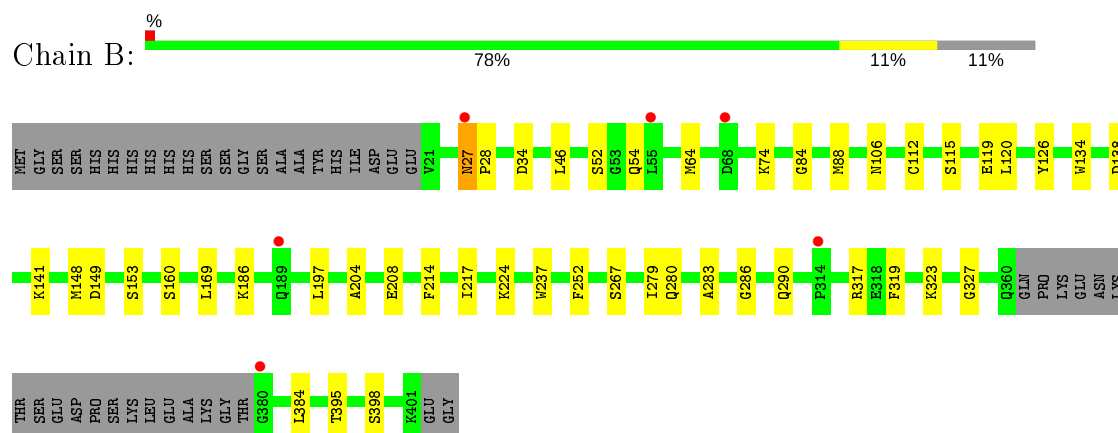 %
Chain B:
78% 11% 11%
MET GLY SER SER HIS HIS HIS HIS HIS HIS SER SER GLY SER ALA ALA TYR HIS ILE ASP GLU GLU V21 N27 P28 D34 L46 S52 G53 Q54 L55 M64 D68 K74 G84 M88 N106 C112 S115 E119 L120 Y126 W134 D138
K141 M148 D149 S153 S160 L169 K186 Q189 L197 A204 E208 F214 I217 K224 W237 F252 S267 I279 Q280 A283 G286 Q290 P314 R317 E318 F319 K323 G327 Q360 GLN PRO LYS GLU ASN LYS
THR SER GLU ASP PRO SER LYS LEU GLU ALA LYS GLY THR G380 L384 T395 S398 K401 GLU GLY